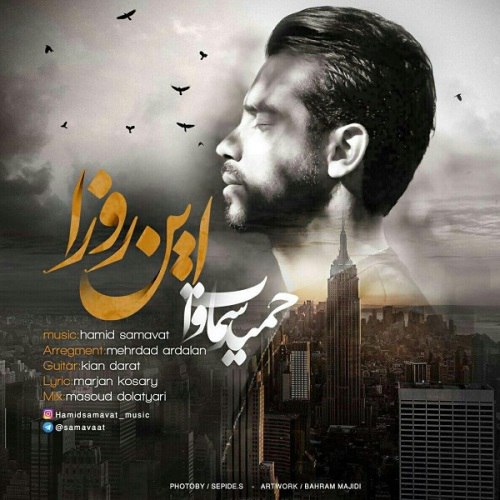 این روزا
حمید سماوات
music:hamid samavat
Arregment:mehrdad ardalan
Guitar:kian darat
Lyric:marjan kosary
Milk:masoud dolatyari
Hamidsamavat_music
@samavaat
PHOTOBY / SEPIDE.S - ARTWORK / BAHRAM MAJIDI